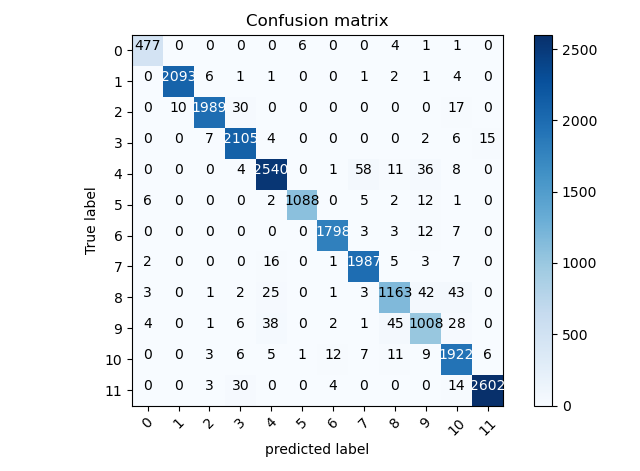 Confusion matrix
True label
0 477 0 0 0 0 6 0 0 4 1 1 0
1 0 2093 6 1 1 0 0 1 2 1 4 0
2 0 10 1989 30 0 0 0 0 0 0 17 0
3 0 0 7 2105 4 0 0 0 0 2 6 15
4 0 0 0 4 2540 0 1 58 11 36 8 0
5 6 0 0 0 2 1088 0 5 2 12 1 0
6 0 0 0 0 0 0 1798 3 3 12 7 0
7 2 0 0 0 16 0 1 1987 5 3 7 0
8 3 0 1 2 25 0 1 3 1163 42 43 0
9 4 0 1 6 38 0 2 1 45 1008 28 0
10 0 0 3 6 5 1 12 7 11 9 1922 6
11 0 0 3 30 0 0 4 0 0 0 14 2602
0 1 2 3 4 5 6 7 8 9 10 11
predicted label
2500
2000
1500
1000
500
0